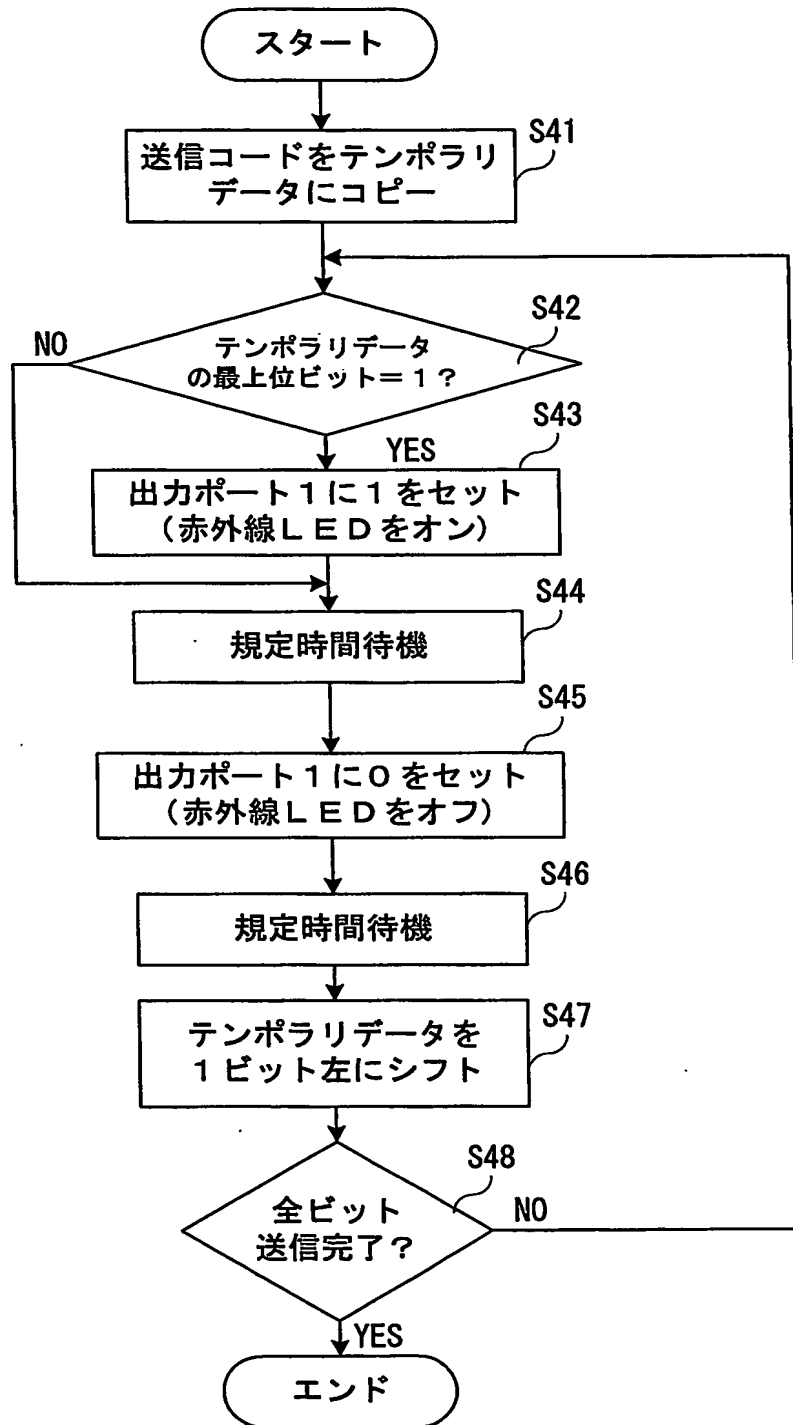 スタート
S41
送信コードをテンポラリ
データにコピー
S42
NO
テンポラリデータ
の最上位ビット=1?
YES
S43
出力ポート1に1をセット
(赤外線LEDをオン)
S44
規定時間待機
S45
出力ポート1に0をセット
(赤外線LEDをオフ)
S46
規定時間待機
S47
テンポラリデータを
1ビット左にシフト
S48
全ビット
送信完了?
NO
YES
エンド